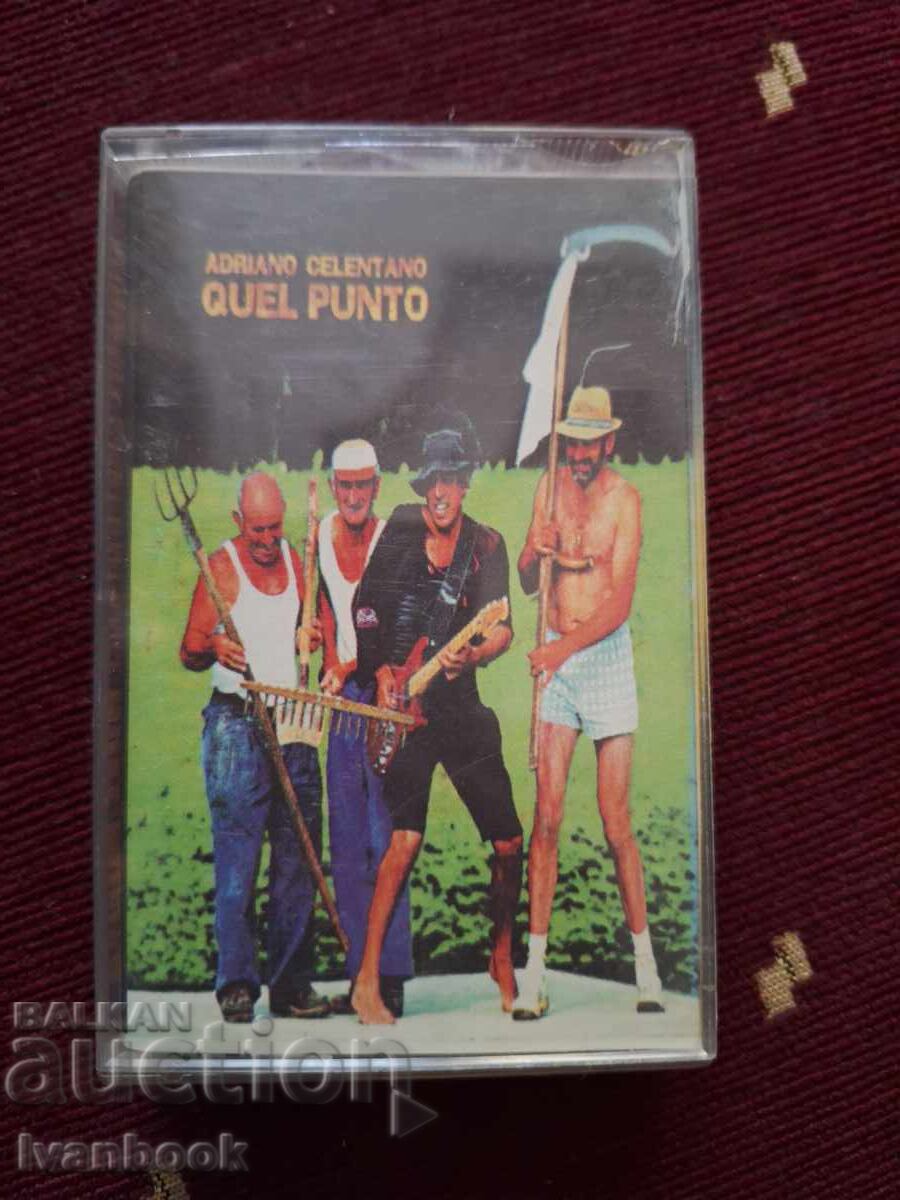 ADRIANO CELENTANO
QUEL PUNTO
BALKAN
auction
Ivanbook